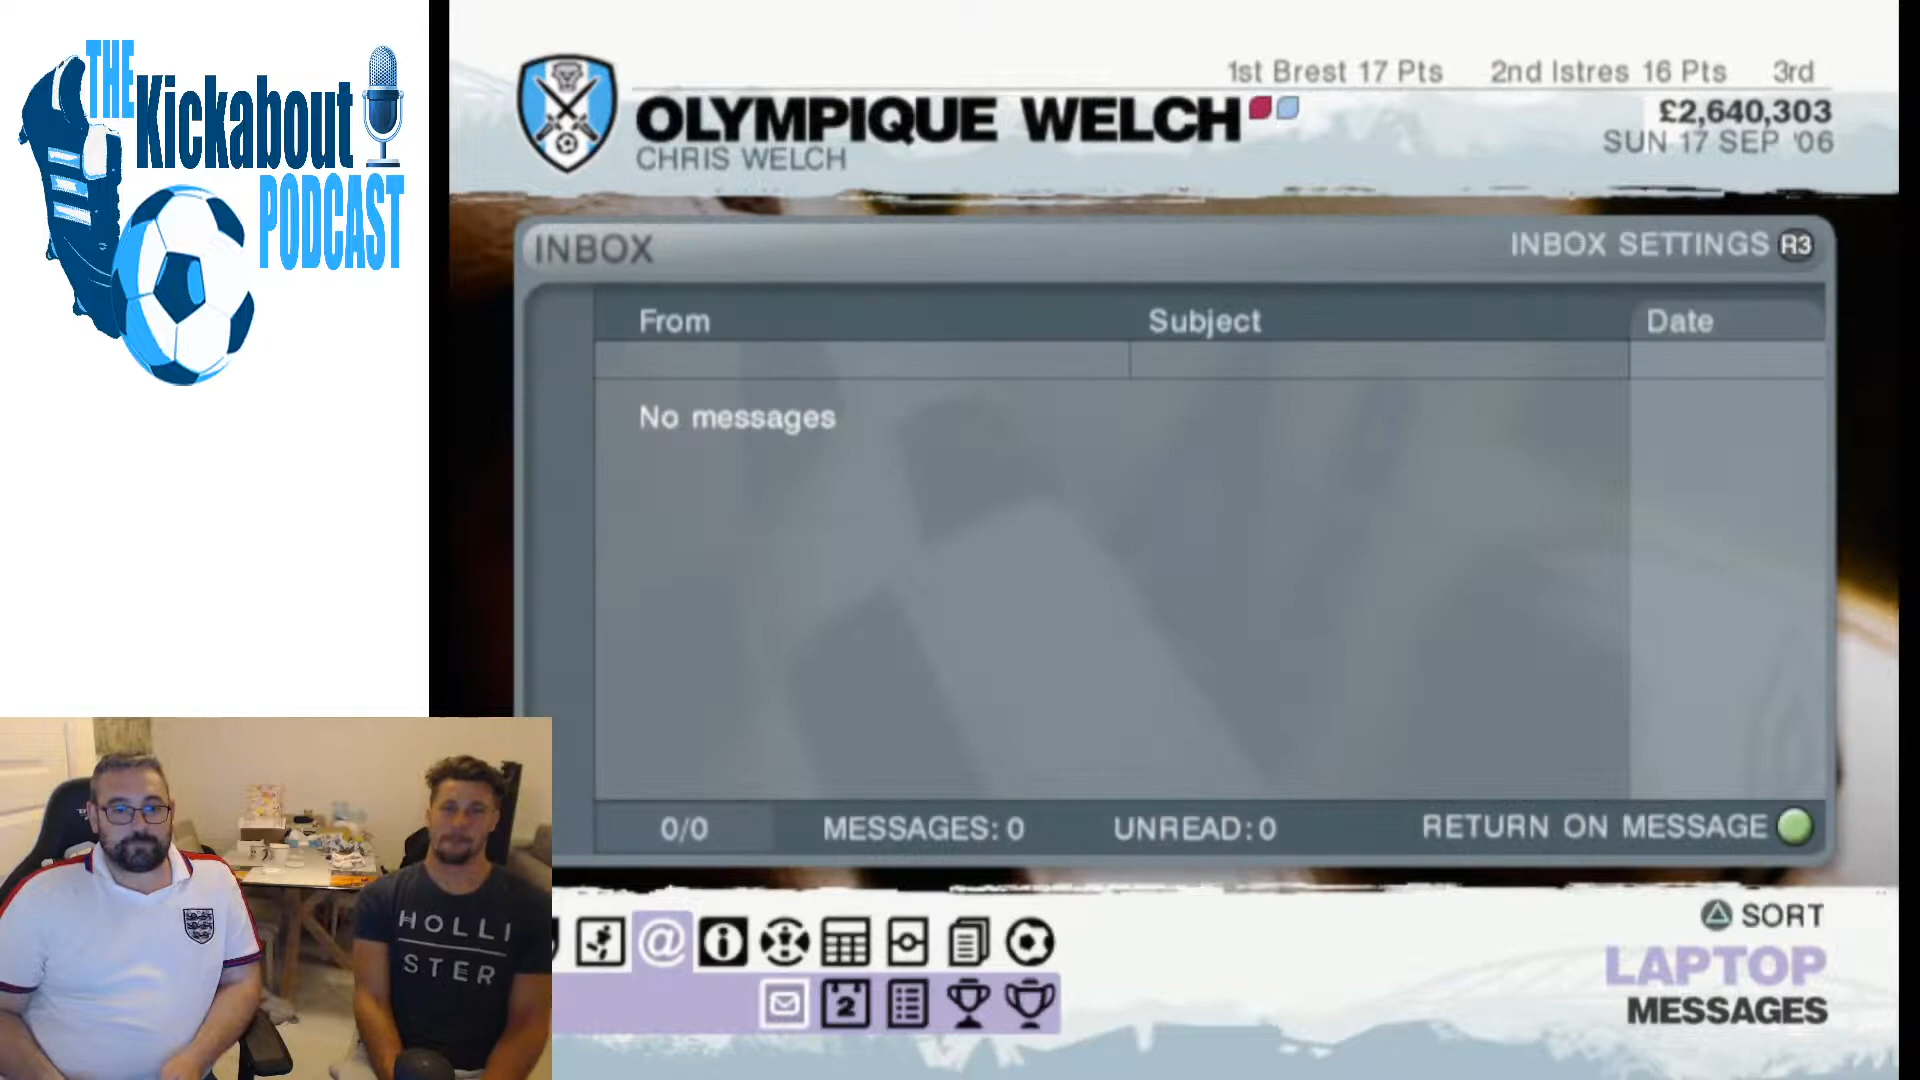 THE
Kickabout
PODCAST
1st Brest 17 Pts 2nd Istres 16 Pts 3rd
OLYMPIQUE WELCH
£2,640,303
CHRIS WELCH
SUN 17 SEP '06
INBOX
INBOX SETTINGS R3
From Subject Date
No messages
0/0 MESSAGES: 0 UNREAD: 0 RETURN ON MESSAGE
HOLLI
STER
2
SORT
LAPTOP
MESSAGES